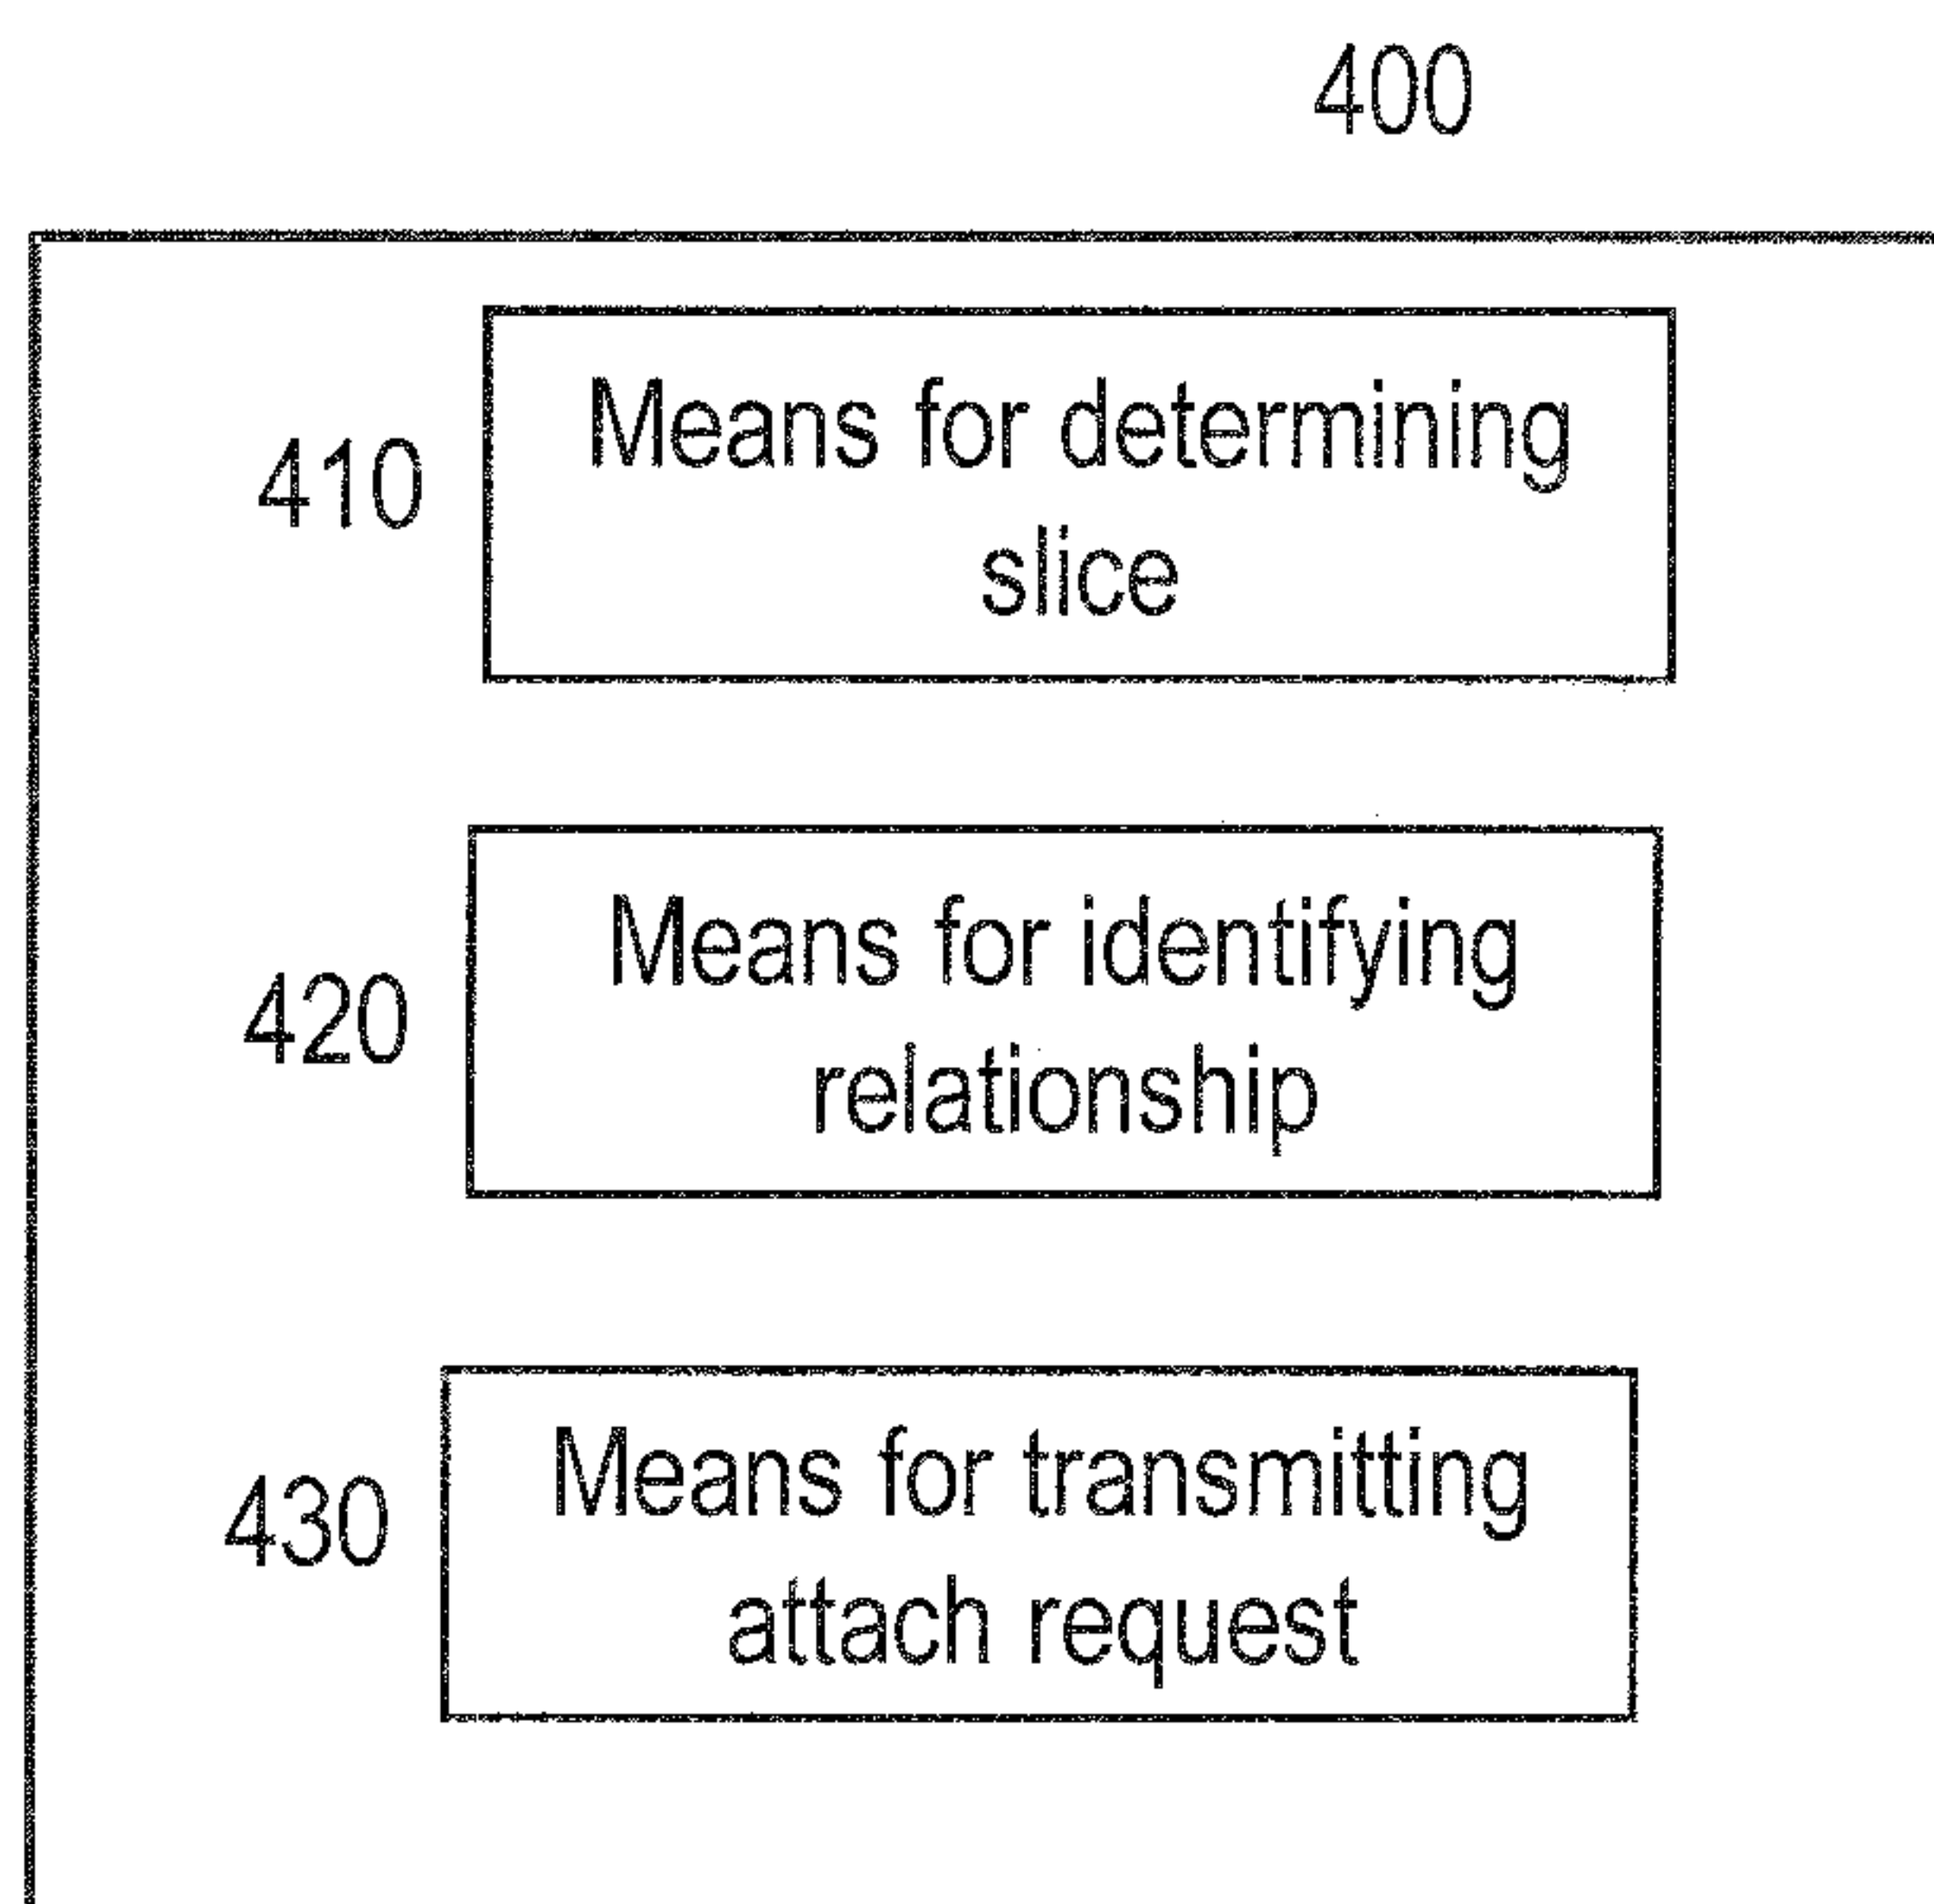 400
410
Means for determining
slice
420
Means for identifying
relationship
430
Means for transmitting
attach request